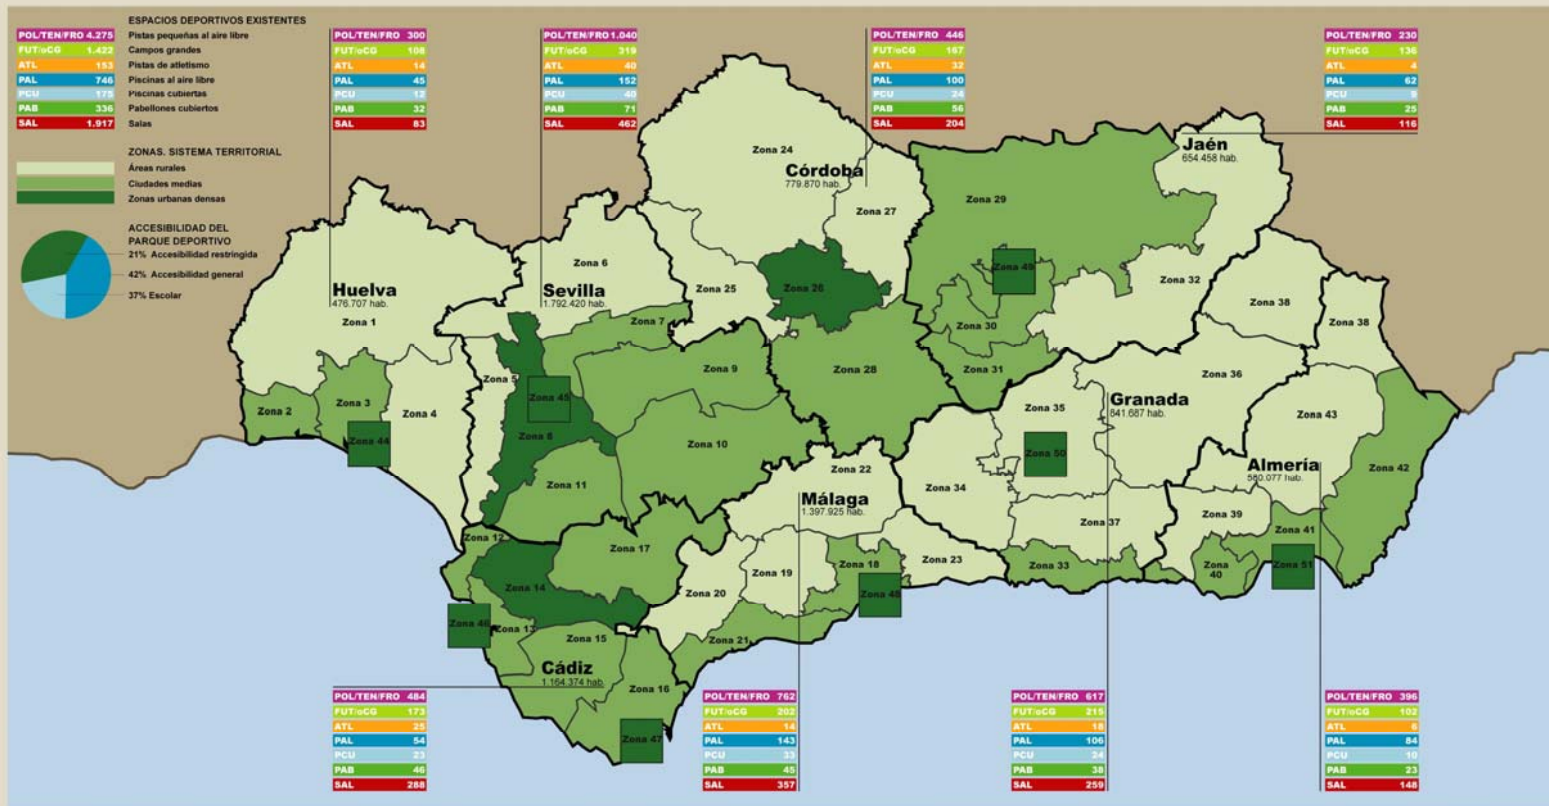 ESPACIOS DEPORTIVOS EXISTENTES
POL/TEN/FRO 4.275 Pistas pequeñas al aire libre
FUT/oCG 1.422 Campos grandes
ATL 153 Pistas de atletismo
PAL 746 Piscinas al aire libre
PCU 175 Piscinas cubiertas
PAB 336 Pabellones cubiertos
SAL 1.917 Salas
POL/TEN/FRO 300
FUT/oCG 108
ATL 14
PAL 45
PCU 12
PAB 32
SAL 83
POL/TEN/FRO 1.040
FUT/oCG 319
ATL 40
PAL 152
PCU 40
PAB 71
SAL 462
POL/TEN/FRO 446
FUT/oCG 167
ATL 32
PAL 100
PCU 24
PAB 56
SAL 204
POL/TEN/FRO 230
FUT/oCG 136
ATL 4
PAL 62
PCU 9
PAB 25
SAL 116
ZONAS. SISTEMA TERRITORIAL
Áreas rurales
Ciudades medias
Zonas urbanas densas
ACCESIBILIDAD DEL
PARQUE DEPORTIVO
21% Accesibilidad restringida
42% Accesibilidad general
37% Escolar
Jaén
654.458 hab.
Zona 24
Córdoba
779.870 hab.
Zona 29
Zona 27
Zona 6
Zona 49
Zona 32
Huelva
476.707 hab.
Sevilla
1.792.420 hab.
Zona 25
Zona 26
Zona 38
Zona 1
Zona 7
Zona 30
Zona 38
Zona 5
Zona 9
Zona 28
Zona 31
Zona 36
Zona 45
Zona 2
Zona 3
Zona 4
Zona 35
Granada
841.687 hab.
Zona 43
Zona 44
Zona 8
Zona 10
Zona 50
Zona 22
Almería
580.077 hab.
Zona 42
Zona 11
Málaga
1.397.925 hab.
Zona 34
Zona 39
Zona 37
Zona 12
Zona 17
Zona 41
Zona 14
Zona 19
Zona 18
Zona 23
Zona 33
Zona 40
Zona 51
Zona 20
Zona 48
Zona 46
Zona 13
Zona 15
Zona 21
Cádiz
1.164.374 hab.
Zona 16
Zona 47
POL/TEN/FRO 484
FUT/oCG 173
ATL 25
PAL 54
PCU 23
PAB 46
SAL 288
POL/TEN/FRO 762
FUT/oCG 202
ATL 14
PAL 143
PCU 33
PAB 45
SAL 357
POL/TEN/FRO 617
FUT/oCG 215
ATL 18
PAL 106
PCU 24
PAB 38
SAL 259
POL/TEN/FRO 396
FUT/oCG 102
ATL 6
PAL 84
PCU 10
PAB 23
SAL 148